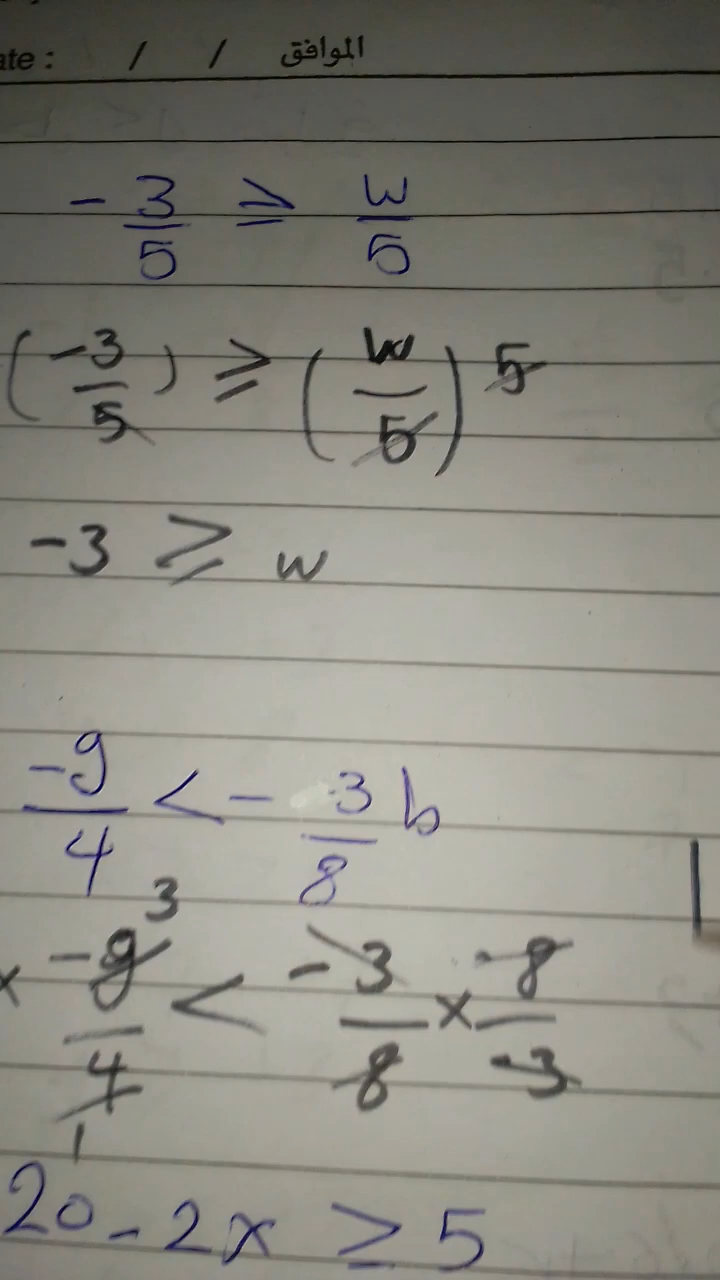 ate : / / الموافق
-3/5 ≥ w/5
(-3/5) ≥ (w/5) 5
-3 ≥ w
-9/4 < -3/8 b
3
× -9/4 < -3/8 × -8/-3
1
20 - 2x ≥ 5